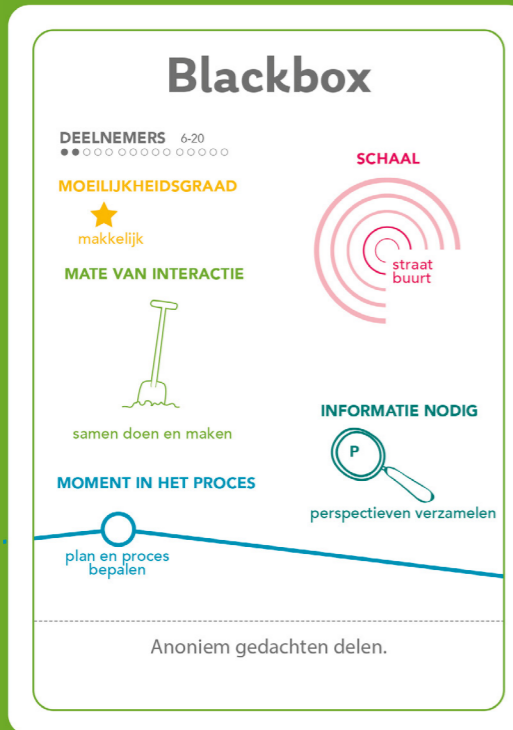 Blackbox
DEELNEMERS 6-20
MOEILIJKHEIDSGRAAD
makkelijk
SCHAAL
straat
buurt
MATE VAN INTERACTIE
samen doen en maken
INFORMATIE NODIG
P
perspectieven verzamelen
MOMENT IN HET PROCES
plan en proces
bepalen
Anoniem gedachten delen.